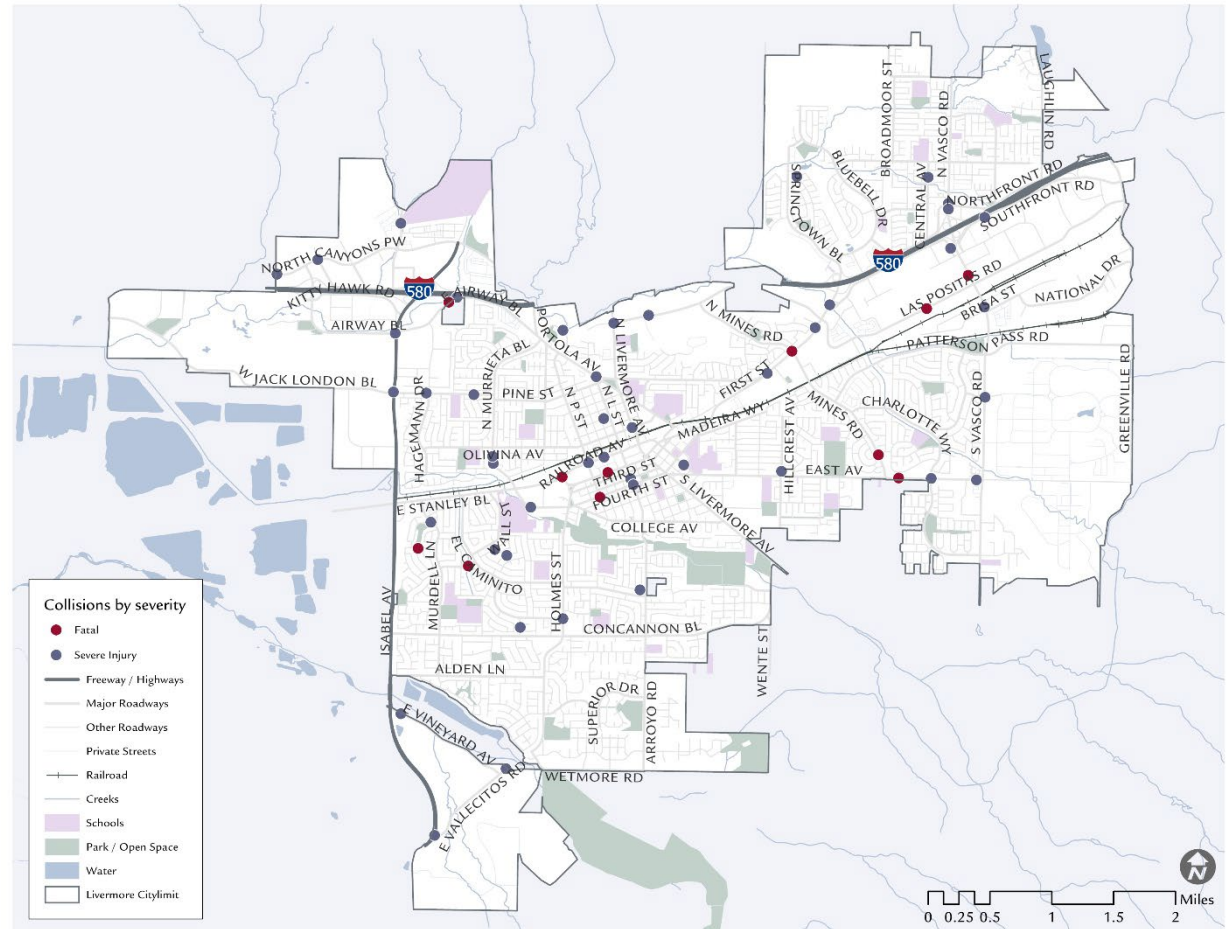 LAUGHLIN RD
BROADMOOR ST
N VASCO RD
BLUEBELL DR
CENTRAL AV
SPRINGTOWN BL
NORTHFRONT RD
SOUTHFRONT RD
580
NORTH CANYONS PW
KITTY HAWK RD
580
AIRWAY BL
AIRWAY BL
LAS POSITAS RD
BRISA ST
NATIONAL DR
PORTOLA AV
N MINES RD
PATTERSON PASS RD
W JACK LONDON BL
N MURRIETA BL
N LIVERMORE AV
FIRST ST
GREENVILLE RD
HAGEMANN DR
PINE ST
N P ST
N L ST
MADEIRA WY
HILLCREST AV
MINES RD
CHARLOTTE WY
S VASCO RD
OLIVINA AV
RAILROAD AV
THIRD ST
EAST AV
FOURTH ST
S LIVERMORE AV
E STANLEY BL
WALL ST
COLLEGE AV
EL CAMINITO
MURDELL LN
HOLMES ST
ISABEL AV
CONCANNON BL
WENTE ST
ALDEN LN
SUPERIOR DR
ARROYO RD
E VINEYARD AV
WETMORE RD
E VALLECITOS RD
Collisions by severity
Fatal
Severe Injury
Freeway / Highways
Major Roadways
Other Roadways
Private Streets
Railroad
Creeks
Schools
Park / Open Space
Water
Livermore Citylimit
N
Miles
0 0.25 0.5 1 1.5 2